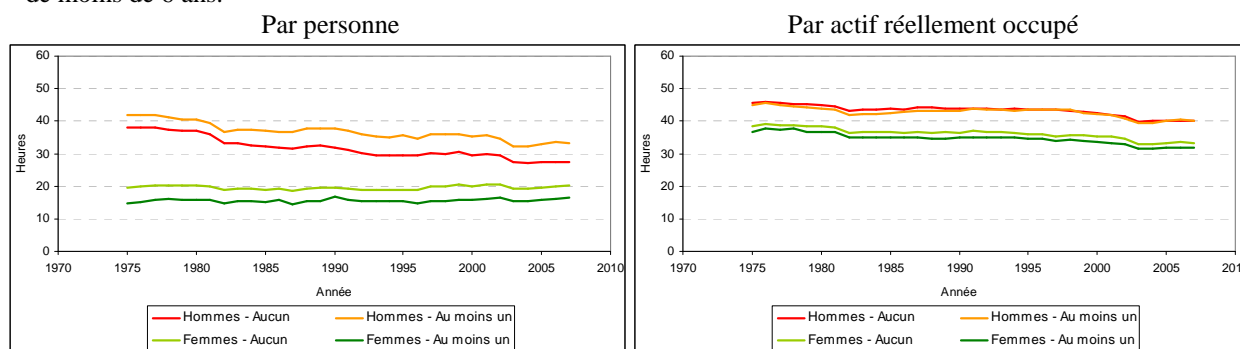 de moins de 6 ans.
Par personne
Par actif réellement occupé
60
50
40
30
20
10
0
Heures
1970 1975 1980 1985 1990 1995 2000 2005 2010
Année
Hommes - Aucun Hommes - Au moins un
Femmes - Aucun Femmes - Au moins un
60
50
40
30
20
10
0
Heures
1970 1975 1980 1985 1990 1995 2000 2005 201
Année
Hommes - Aucun Hommes - Au moins un
Femmes - Aucun Femmes - Au moins un